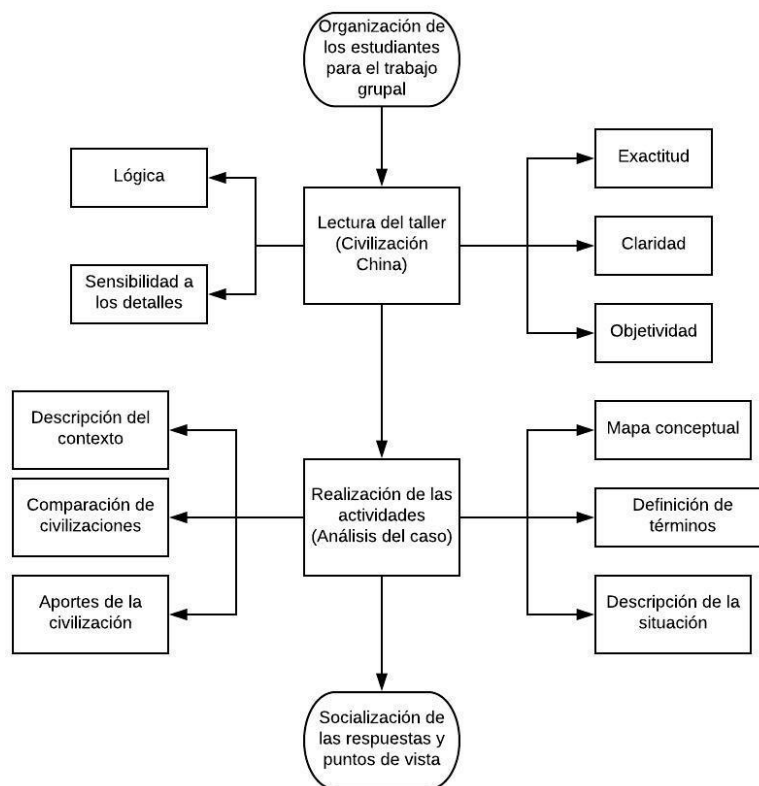 Organización de
los estudiantes
para el trabajo
grupal
Lógica
Sensibilidad a
los detalles
Lectura del taller
(Civilización
China)
Exactitud
Claridad
Objetividad
Descripción del
contexto
Comparación de
civilizaciones
Aportes de la
civilización
Realización de las
actividades
(Análisis del caso)
Mapa conceptual
Definición de
términos
Descripción de la
situación
Socialización de
las respuestas y
puntos de vista